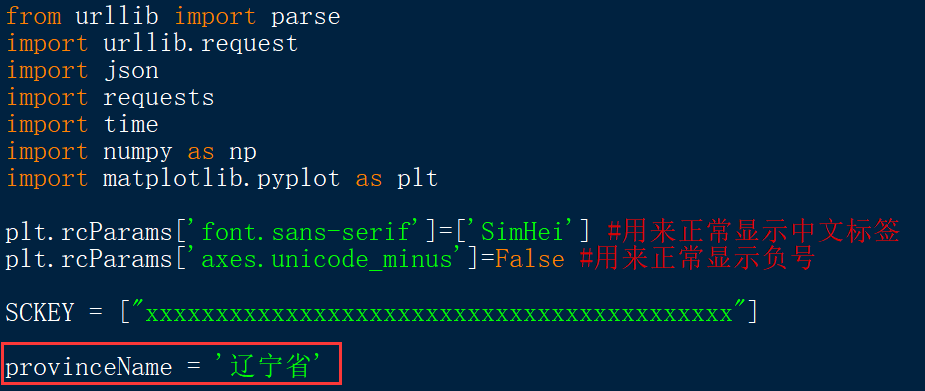 from urllib import parse
import urllib.request
import json
import requests
import time
import numpy as np
import matplotlib.pyplot as plt
plt.rcParams['font.sans-serif']=['SimHei'] #用来正常显示中文标签
plt.rcParams['axes.unicode_minus']=False #用来正常显示负号
SCKEY = ["xxxxxxxxxxxxxxxxxxxxxxxxxxxxxxxxxxxxxxxxxx"]
provinceName = '辽宁省'